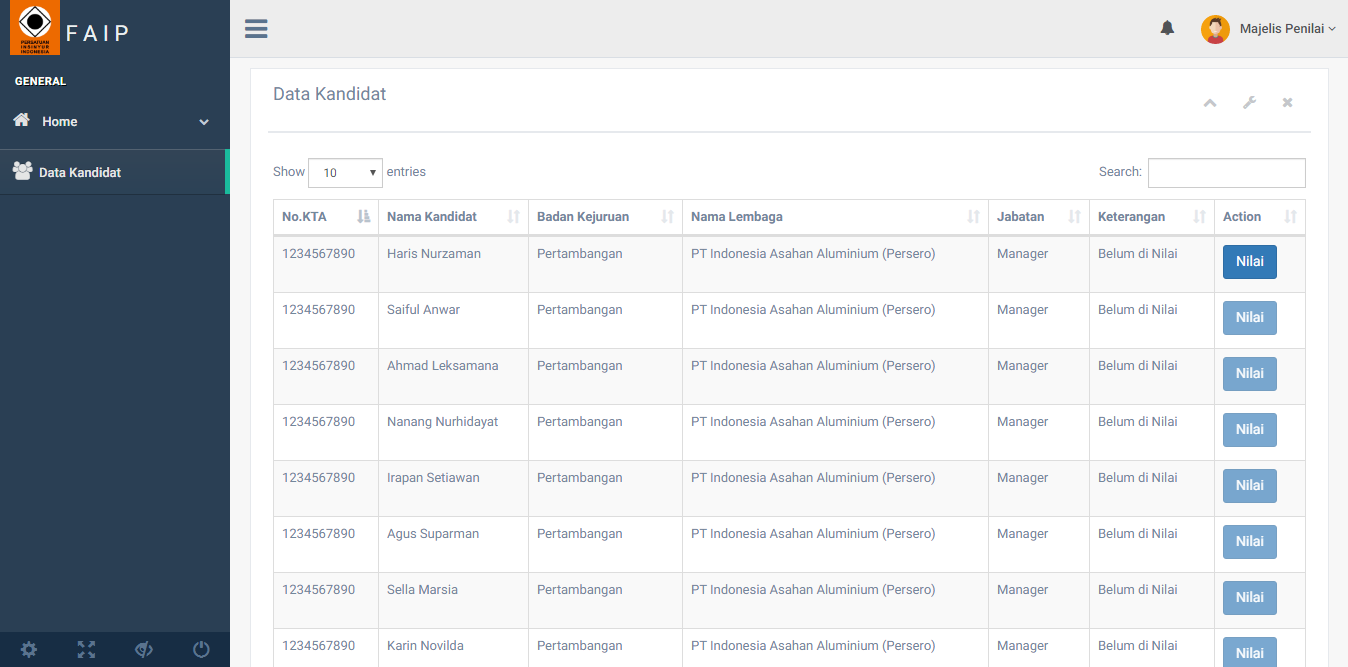 PERSATUAN
INSINYUR
INDONESIA
FAIP
GENERAL
Home
Data Kandidat
Majelis Penilai
Data Kandidat
Show 10 entries
Search:
No.KTA Nama Kandidat Badan Kejuruan Nama Lembaga Jabatan Keterangan Action
1234567890 Haris Nurzaman Pertambangan PT Indonesia Asahan Aluminium (Persero) Manager Belum di Nilai Nilai
1234567890 Saiful Anwar Pertambangan PT Indonesia Asahan Aluminium (Persero) Manager Belum di Nilai Nilai
1234567890 Ahmad Leksamana Pertambangan PT Indonesia Asahan Aluminium (Persero) Manager Belum di Nilai Nilai
1234567890 Nanang Nurhidayat Pertambangan PT Indonesia Asahan Aluminium (Persero) Manager Belum di Nilai Nilai
1234567890 Irapan Setiawan Pertambangan PT Indonesia Asahan Aluminium (Persero) Manager Belum di Nilai Nilai
1234567890 Agus Suparman Pertambangan PT Indonesia Asahan Aluminium (Persero) Manager Belum di Nilai Nilai
1234567890 Sella Marsia Pertambangan PT Indonesia Asahan Aluminium (Persero) Manager Belum di Nilai Nilai
1234567890 Karin Novilda Pertambangan PT Indonesia Asahan Aluminium (Persero) Manager Belum di Nilai Nilai